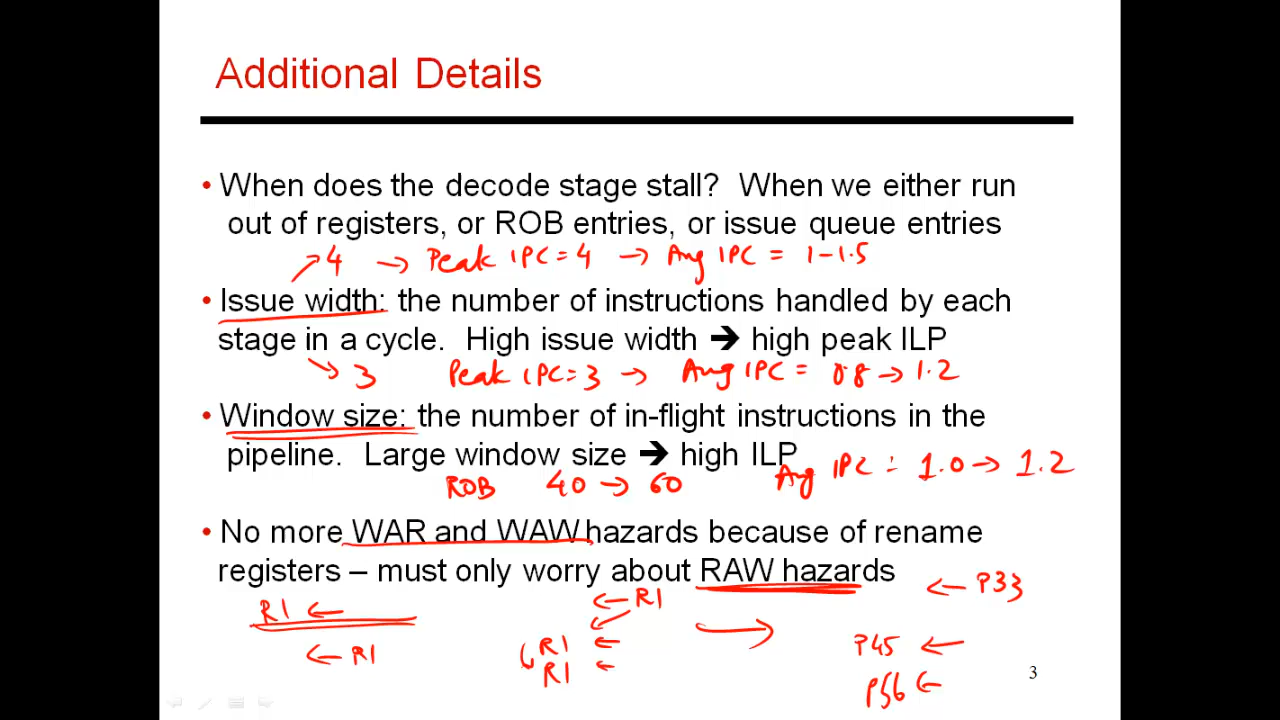 Additional Details
• When does the decode stage stall? When we either run
out of registers, or ROB entries, or issue queue entries
4 → Peak IPC = 4 → Avg IPC = 1-1.5
• Issue width: the number of instructions handled by each
stage in a cycle. High issue width ➔ high peak ILP
3 Peak IPC = 3 → Avg IPC = 0.8 → 1.2
• Window size: the number of in-flight instructions in the
pipeline. Large window size ➔ high ILP
ROB 40 → 60 Avg IPC = 1.0 → 1.2
• No more WAR and WAW hazards because of rename
registers – must only worry about RAW hazards
R1 ← ← R1 ← P33
← R1 R1 ← → P45 ←
R1 ← P56 ←
3